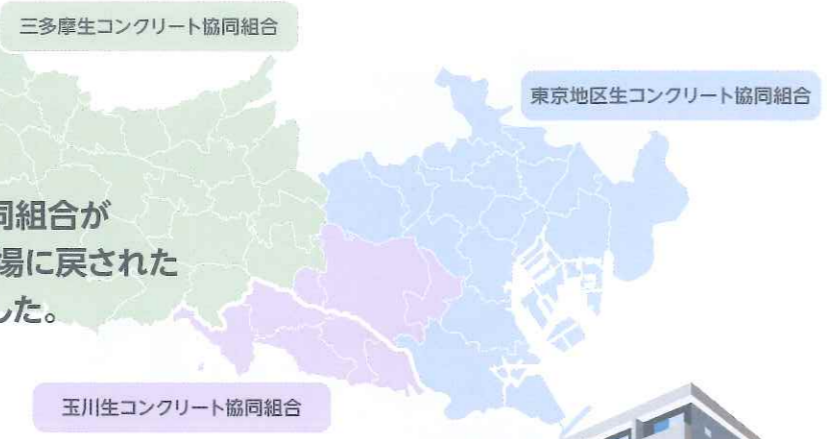 三多摩生コンクリート協同組合
東京地区生コンクリート協同組合
同組合が
場に戻された
した。
玉川生コンクリート協同組合